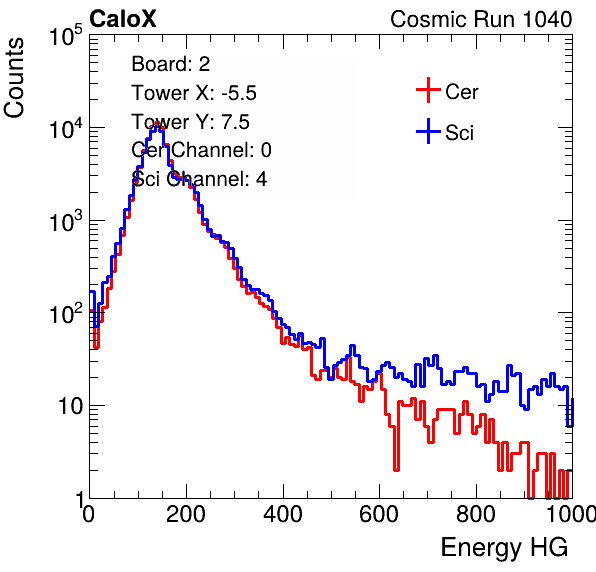 CaloX Cosmic Run 1040
Counts
Board: 2
Tower X: -5.5
Tower Y: 7.5
Cer Channel: 0
Sci Channel: 4
Cer
Sci
10^5
10^4
10^3
10^2
10
1
0 200 400 600 800 1000
Energy HG